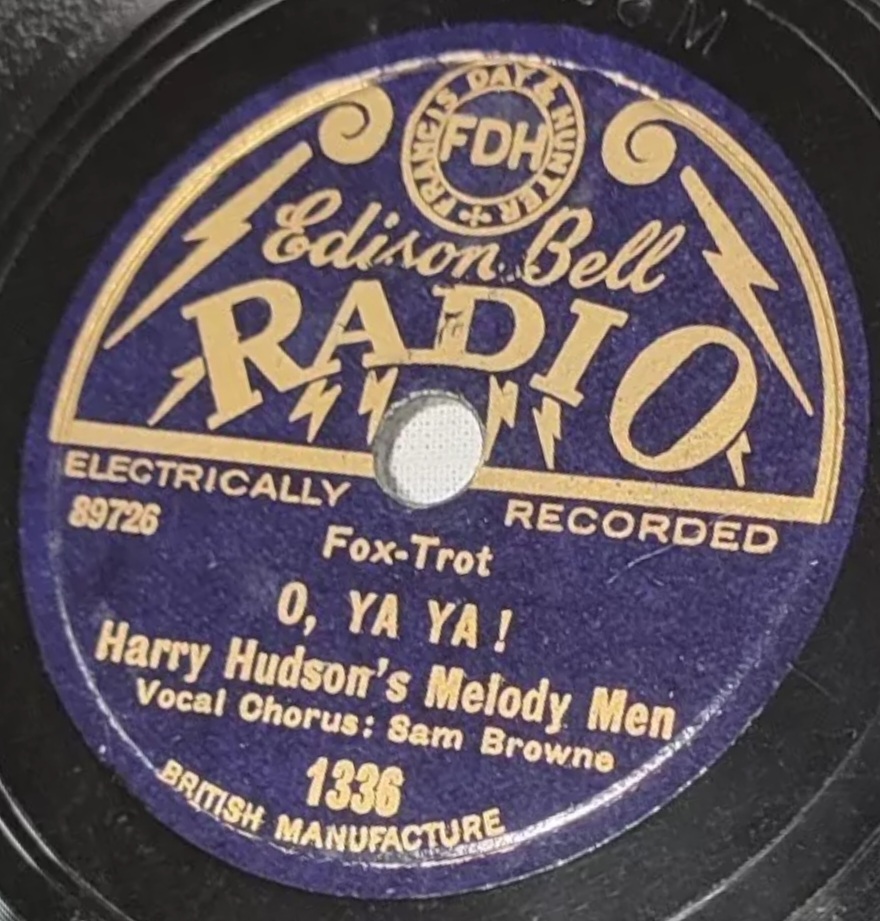 FRANCIS DAY & HUNTER
FDH
Edison Bell
RADIO
ELECTRICALLY RECORDED
89726
Fox-Trot
O, YA YA !
Harry Hudson's Melody Men
Vocal Chorus: Sam Browne
1336
BRITISH MANUFACTURE